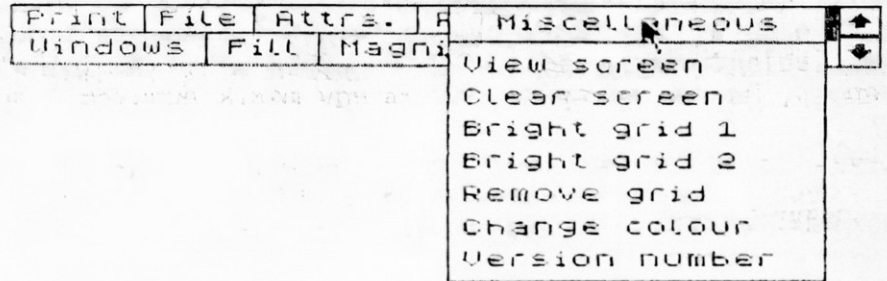 Print File Attrs. Miscellaneous
Windows Fill Magni
View screen
Clear screen
Bright grid 1
Bright grid 2
Remove grid
Change colour
Version number